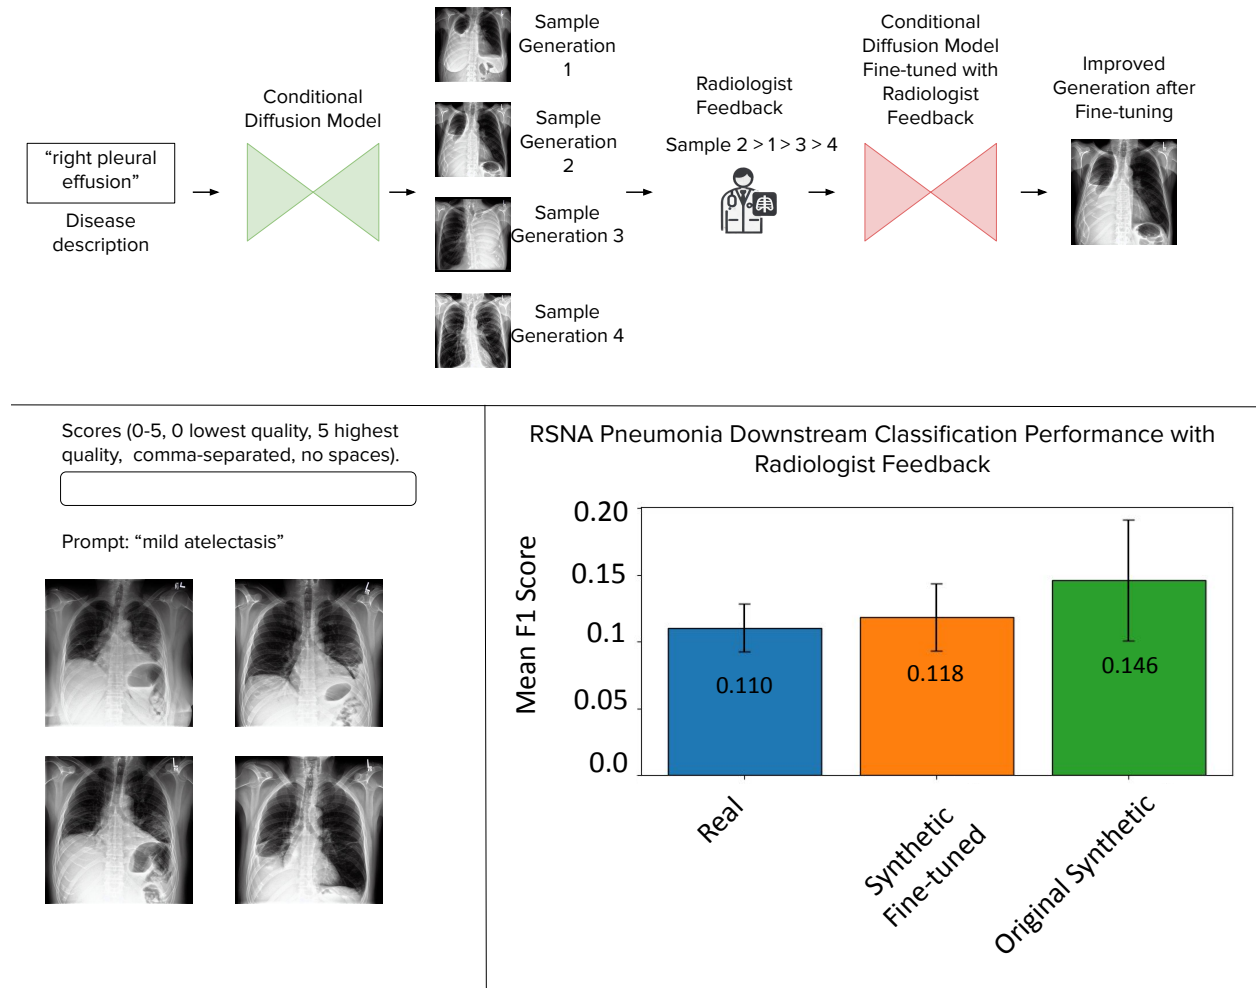 "right pleural
effusion"
Disease
description
Conditional
Diffusion Model
Sample
Generation
1
Sample
Generation
2
Sample
Generation 3
Sample
Generation 4
Radiologist
Feedback
Sample 2 > 1 > 3 > 4
Conditional
Diffusion Model
Fine-tuned with
Radiologist
Feedback
Improved
Generation after
Fine-tuning
Scores (0-5, 0 lowest quality, 5 highest
quality, comma-separated, no spaces).
Prompt: "mild atelectasis"
RSNA Pneumonia Downstream Classification Performance with
Radiologist Feedback
Mean F1 Score
0.20
0.15
0.1
0.05
0.0
0.110
0.118
0.146
Real
Synthetic
Fine-tuned
Original Synthetic